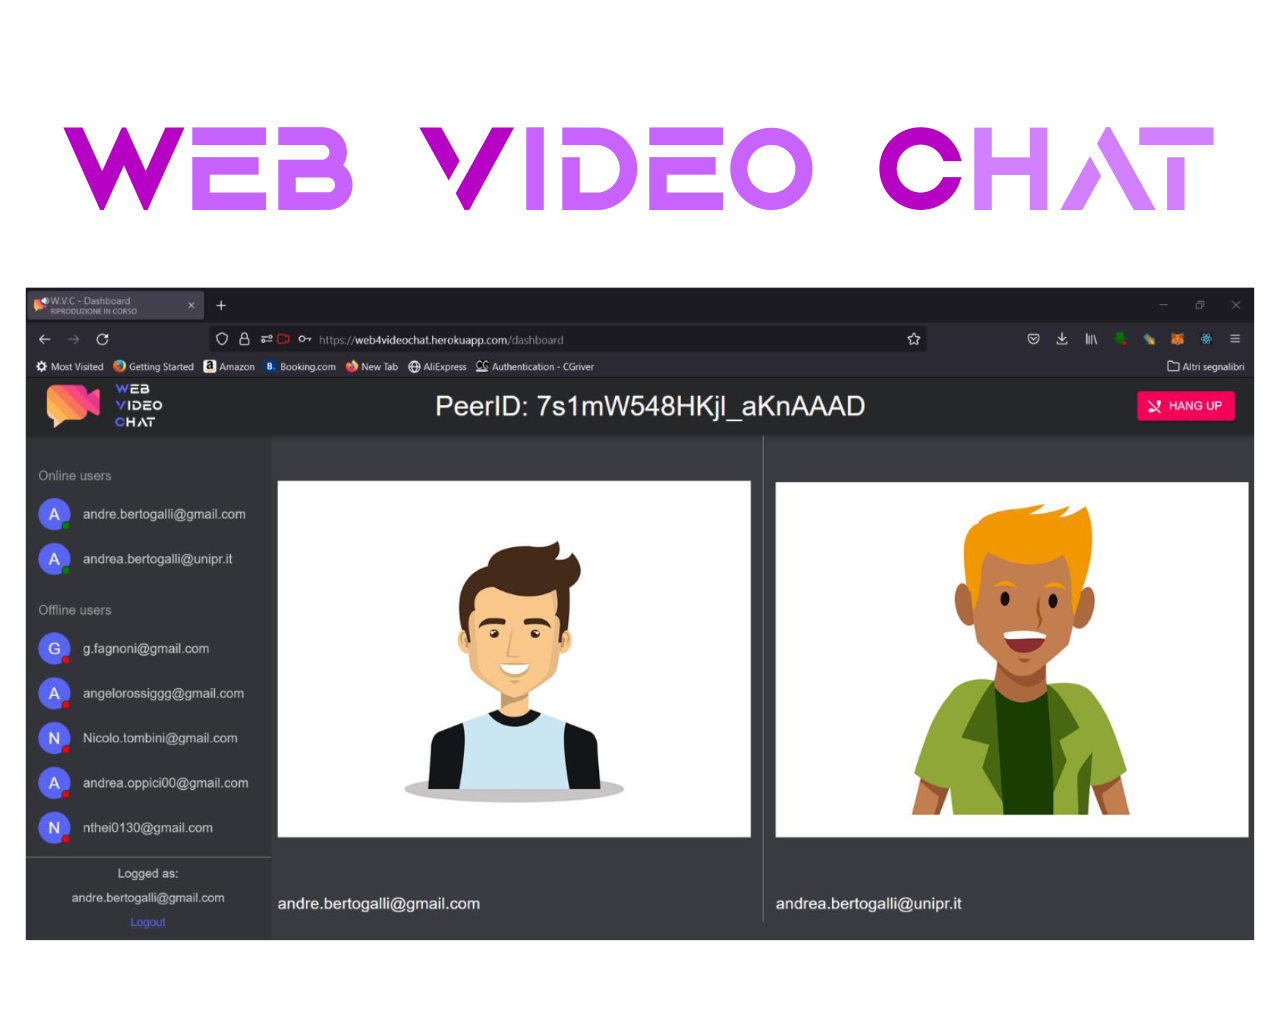 WEB VIDEO CHAT
W.V.C - Dashboard
RIPRODUZIONE IN CORSO
https://web4videochat.herokuapp.com/dashboard
Most Visited Getting Started Amazon Booking.com New Tab AliExpress CG Authentication - CGriver Altri segnalibri
WEB
VIDEO
CHAT
PeerID: 7s1mW548HKjl_aKnAAAD
HANG UP
Online users
A andre.bertogalli@gmail.com
A andrea.bertogalli@unipr.it
Offline users
G g.fagnoni@gmail.com
A angelorossiggg@gmail.com
N Nicolo.tombini@gmail.com
A andrea.oppici00@gmail.com
N nthei0130@gmail.com
Logged as:
andre.bertogalli@gmail.com
Logout
andre.bertogalli@gmail.com
andrea.bertogalli@unipr.it